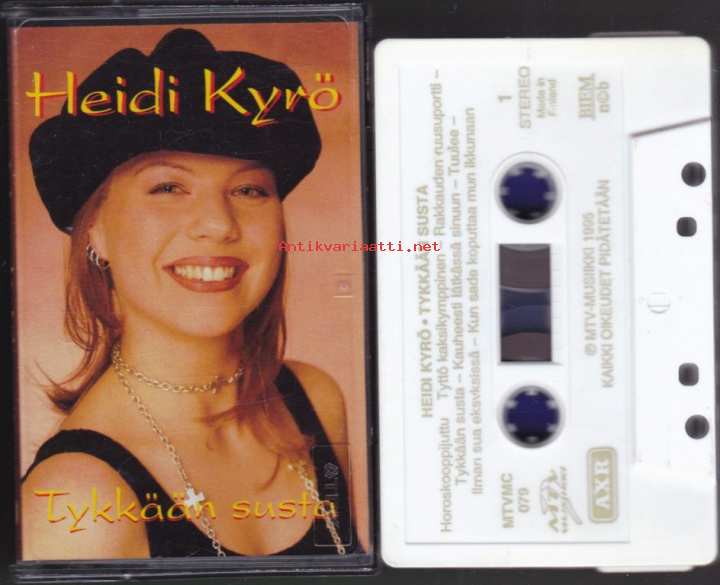 Heidi Kyrö
Antikvariaatti.net
Tykkään susta
HEIDI KYRÖ • TYKKÄÄN SUSTA
Horoskooppijuttu Tyttö kaksikymppinen Rakkauden ruusuportti –
Tykkään susta – Kauheesti lätkässä sinuun – Tuulee –
Ilman sua eksyksissä – Kun sade koputtaa mun ikkunaan
1
STEREO
Made in
Finland
BIEM
n©b
MTVMC
079
MTV
MUSIIKKI
AXR
℗ MTV-MUSIIKKI 1995
KAIKKI OIKEUDET PIDÄTETÄÄN